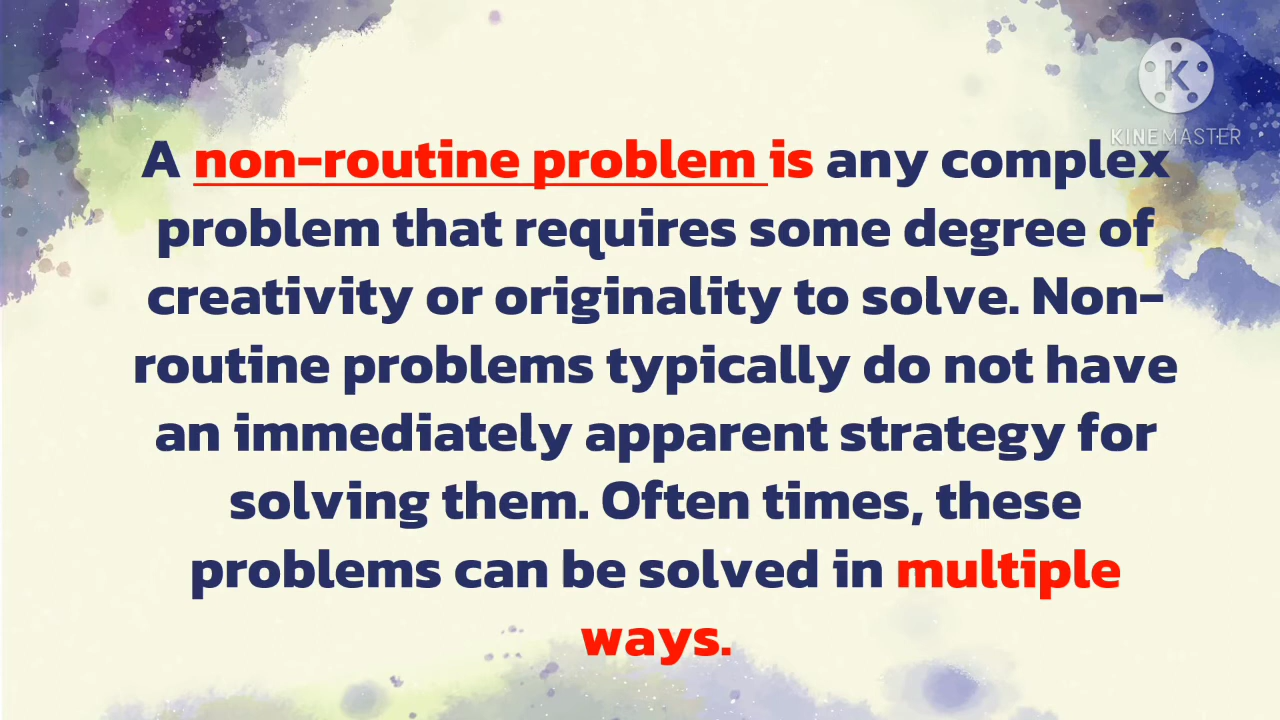 K
KINEMASTER
A non-routine problem is any complex
problem that requires some degree of
creativity or originality to solve. Non-
routine problems typically do not have
an immediately apparent strategy for
solving them. Often times, these
problems can be solved in multiple
ways.